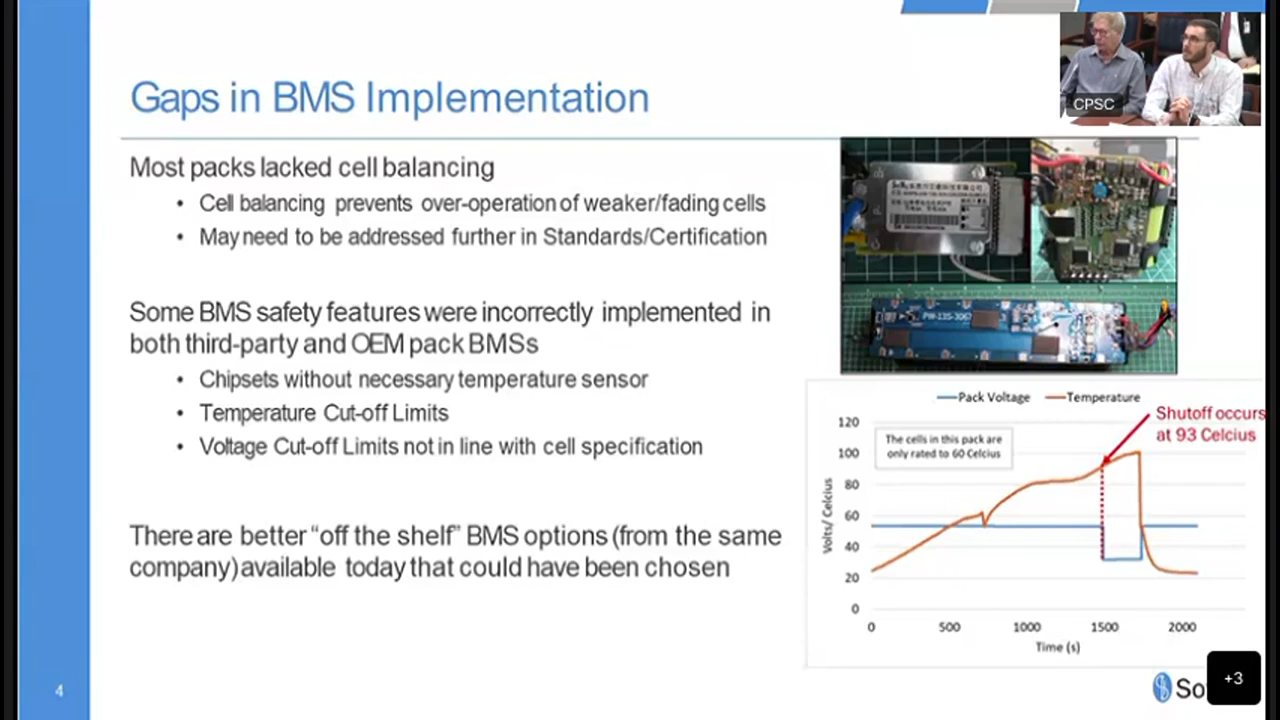 Gaps in BMS Implementation
CPSC
Most packs lacked cell balancing
• Cell balancing prevents over-operation of weaker/fading cells
• May need to be addressed further in Standards/Certification
Some BMS safety features were incorrectly implemented in
both third-party and OEM pack BMSs
• Chipsets without necessary temperature sensor
• Temperature Cut-off Limits
• Voltage Cut-off Limits not in line with cell specification
There are better “off the shelf” BMS options (from the same
company) available today that could have been chosen
Pack Voltage Temperature
Shutoff occurs
at 93 Celcius
The cells in this pack are
only rated to 60 Celcius
Volts/ Celcius
120
100
80
60
40
20
0
0 500 1000 1500 2000
Time (s)
4
So
+3